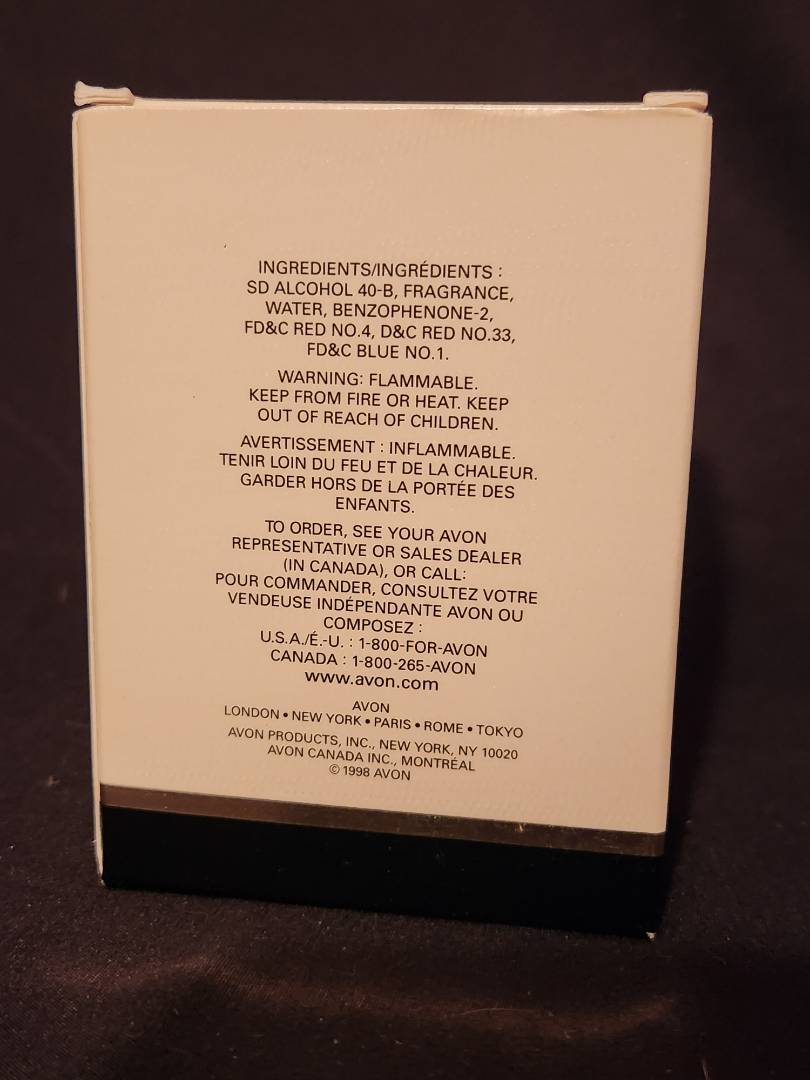 INGREDIENTS/INGRÉDIENTS :
SD ALCOHOL 40-B, FRAGRANCE,
WATER, BENZOPHENONE-2,
FD&C RED NO.4, D&C RED NO.33,
FD&C BLUE NO.1.
WARNING: FLAMMABLE.
KEEP FROM FIRE OR HEAT. KEEP
OUT OF REACH OF CHILDREN.
AVERTISSEMENT : INFLAMMABLE.
TENIR LOIN DU FEU ET DE LA CHALEUR.
GARDER HORS DE LA PORTÉE DES
ENFANTS.
TO ORDER, SEE YOUR AVON
REPRESENTATIVE OR SALES DEALER
(IN CANADA), OR CALL:
POUR COMMANDER, CONSULTEZ VOTRE
VENDEUSE INDÉPENDANTE AVON OU
COMPOSEZ :
U.S.A./É.-U. : 1-800-FOR-AVON
CANADA : 1-800-265-AVON
www.avon.com
AVON
LONDON • NEW YORK • PARIS • ROME • TOKYO
AVON PRODUCTS, INC., NEW YORK, NY 10020
AVON CANADA INC., MONTRÉAL
© 1998 AVON